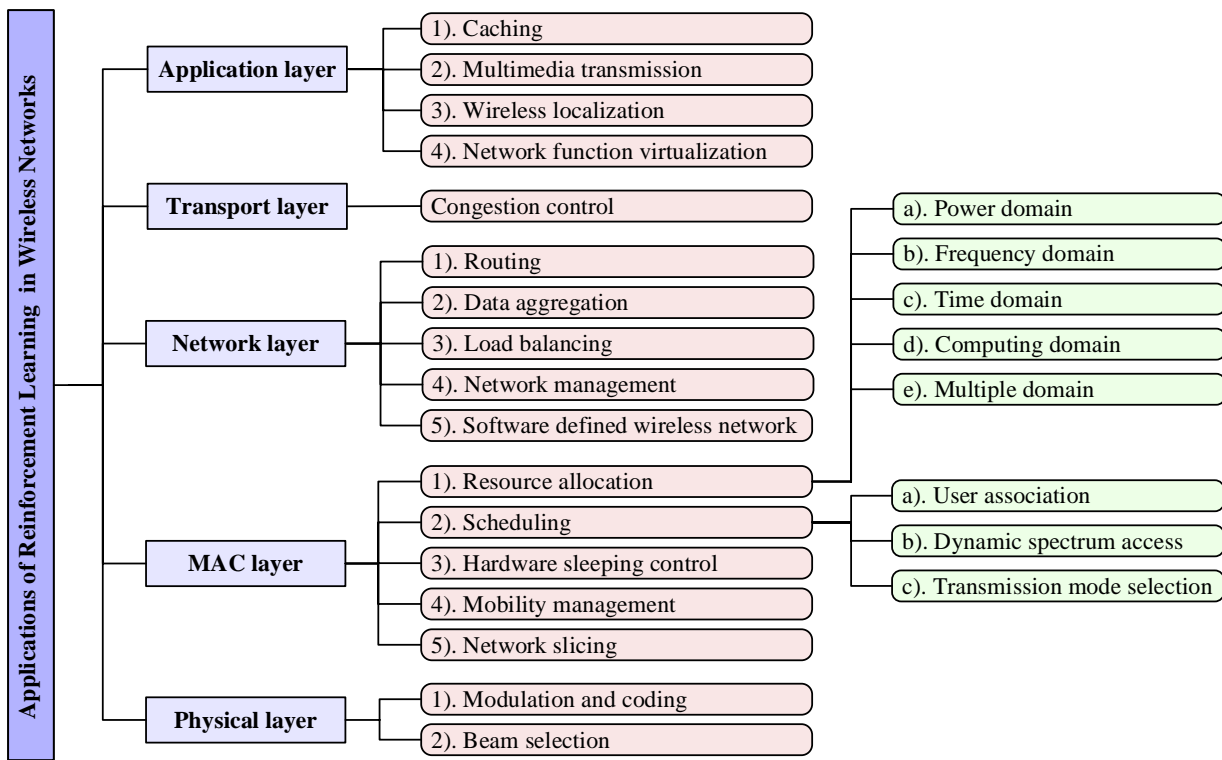 Applications of Reinforcement Learning in Wireless Networks
Application layer
1). Caching
2). Multimedia transmission
3). Wireless localization
4). Network function virtualization
Transport layer
Congestion control
Network layer
1). Routing
2). Data aggregation
3). Load balancing
4). Network management
5). Software defined wireless network
MAC layer
1). Resource allocation
a). Power domain
b). Frequency domain
c). Time domain
d). Computing domain
e). Multiple domain
2). Scheduling
a). User association
b). Dynamic spectrum access
c). Transmission mode selection
3). Hardware sleeping control
4). Mobility management
5). Network slicing
Physical layer
1). Modulation and coding
2). Beam selection